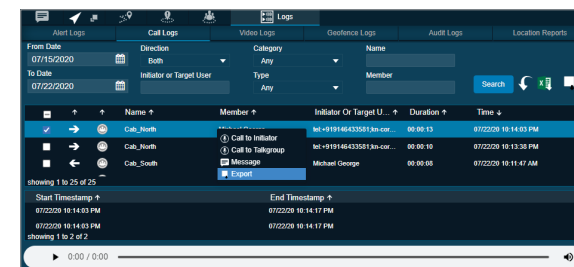 Logs
Alert Logs Call Logs Video Logs Geofence Logs Audit Logs Location Reports
From Date Direction Category Name
07/15/2020 Both Any
To Date Initiator or Target User Type Member
07/22/2020 Any Search
Name ↑ Member ↑ Initiator Or Target U... ↑ Duration ↑ Time ↓
Cab_North tel:+919146433581;kn-cor... 00:00:13 07/22/20 10:14:03 PM
Call to Initiator
Cab_North Call to Talkgroup tel:+919146433581;kn-cor... 00:00:10 07/22/20 10:13:38 PM
Cab_South Message Michael George 00:00:08 07/22/20 10:11:47 AM
Export
showing 1 to 25 of 25
Start Timestamp ↑ End Timestamp ↑
07/22/20 10:14:03 PM 07/22/20 10:14:17 PM
07/22/20 10:14:03 PM 07/22/20 10:14:17 PM
showing 1 to 2 of 2
0:00 / 0:00